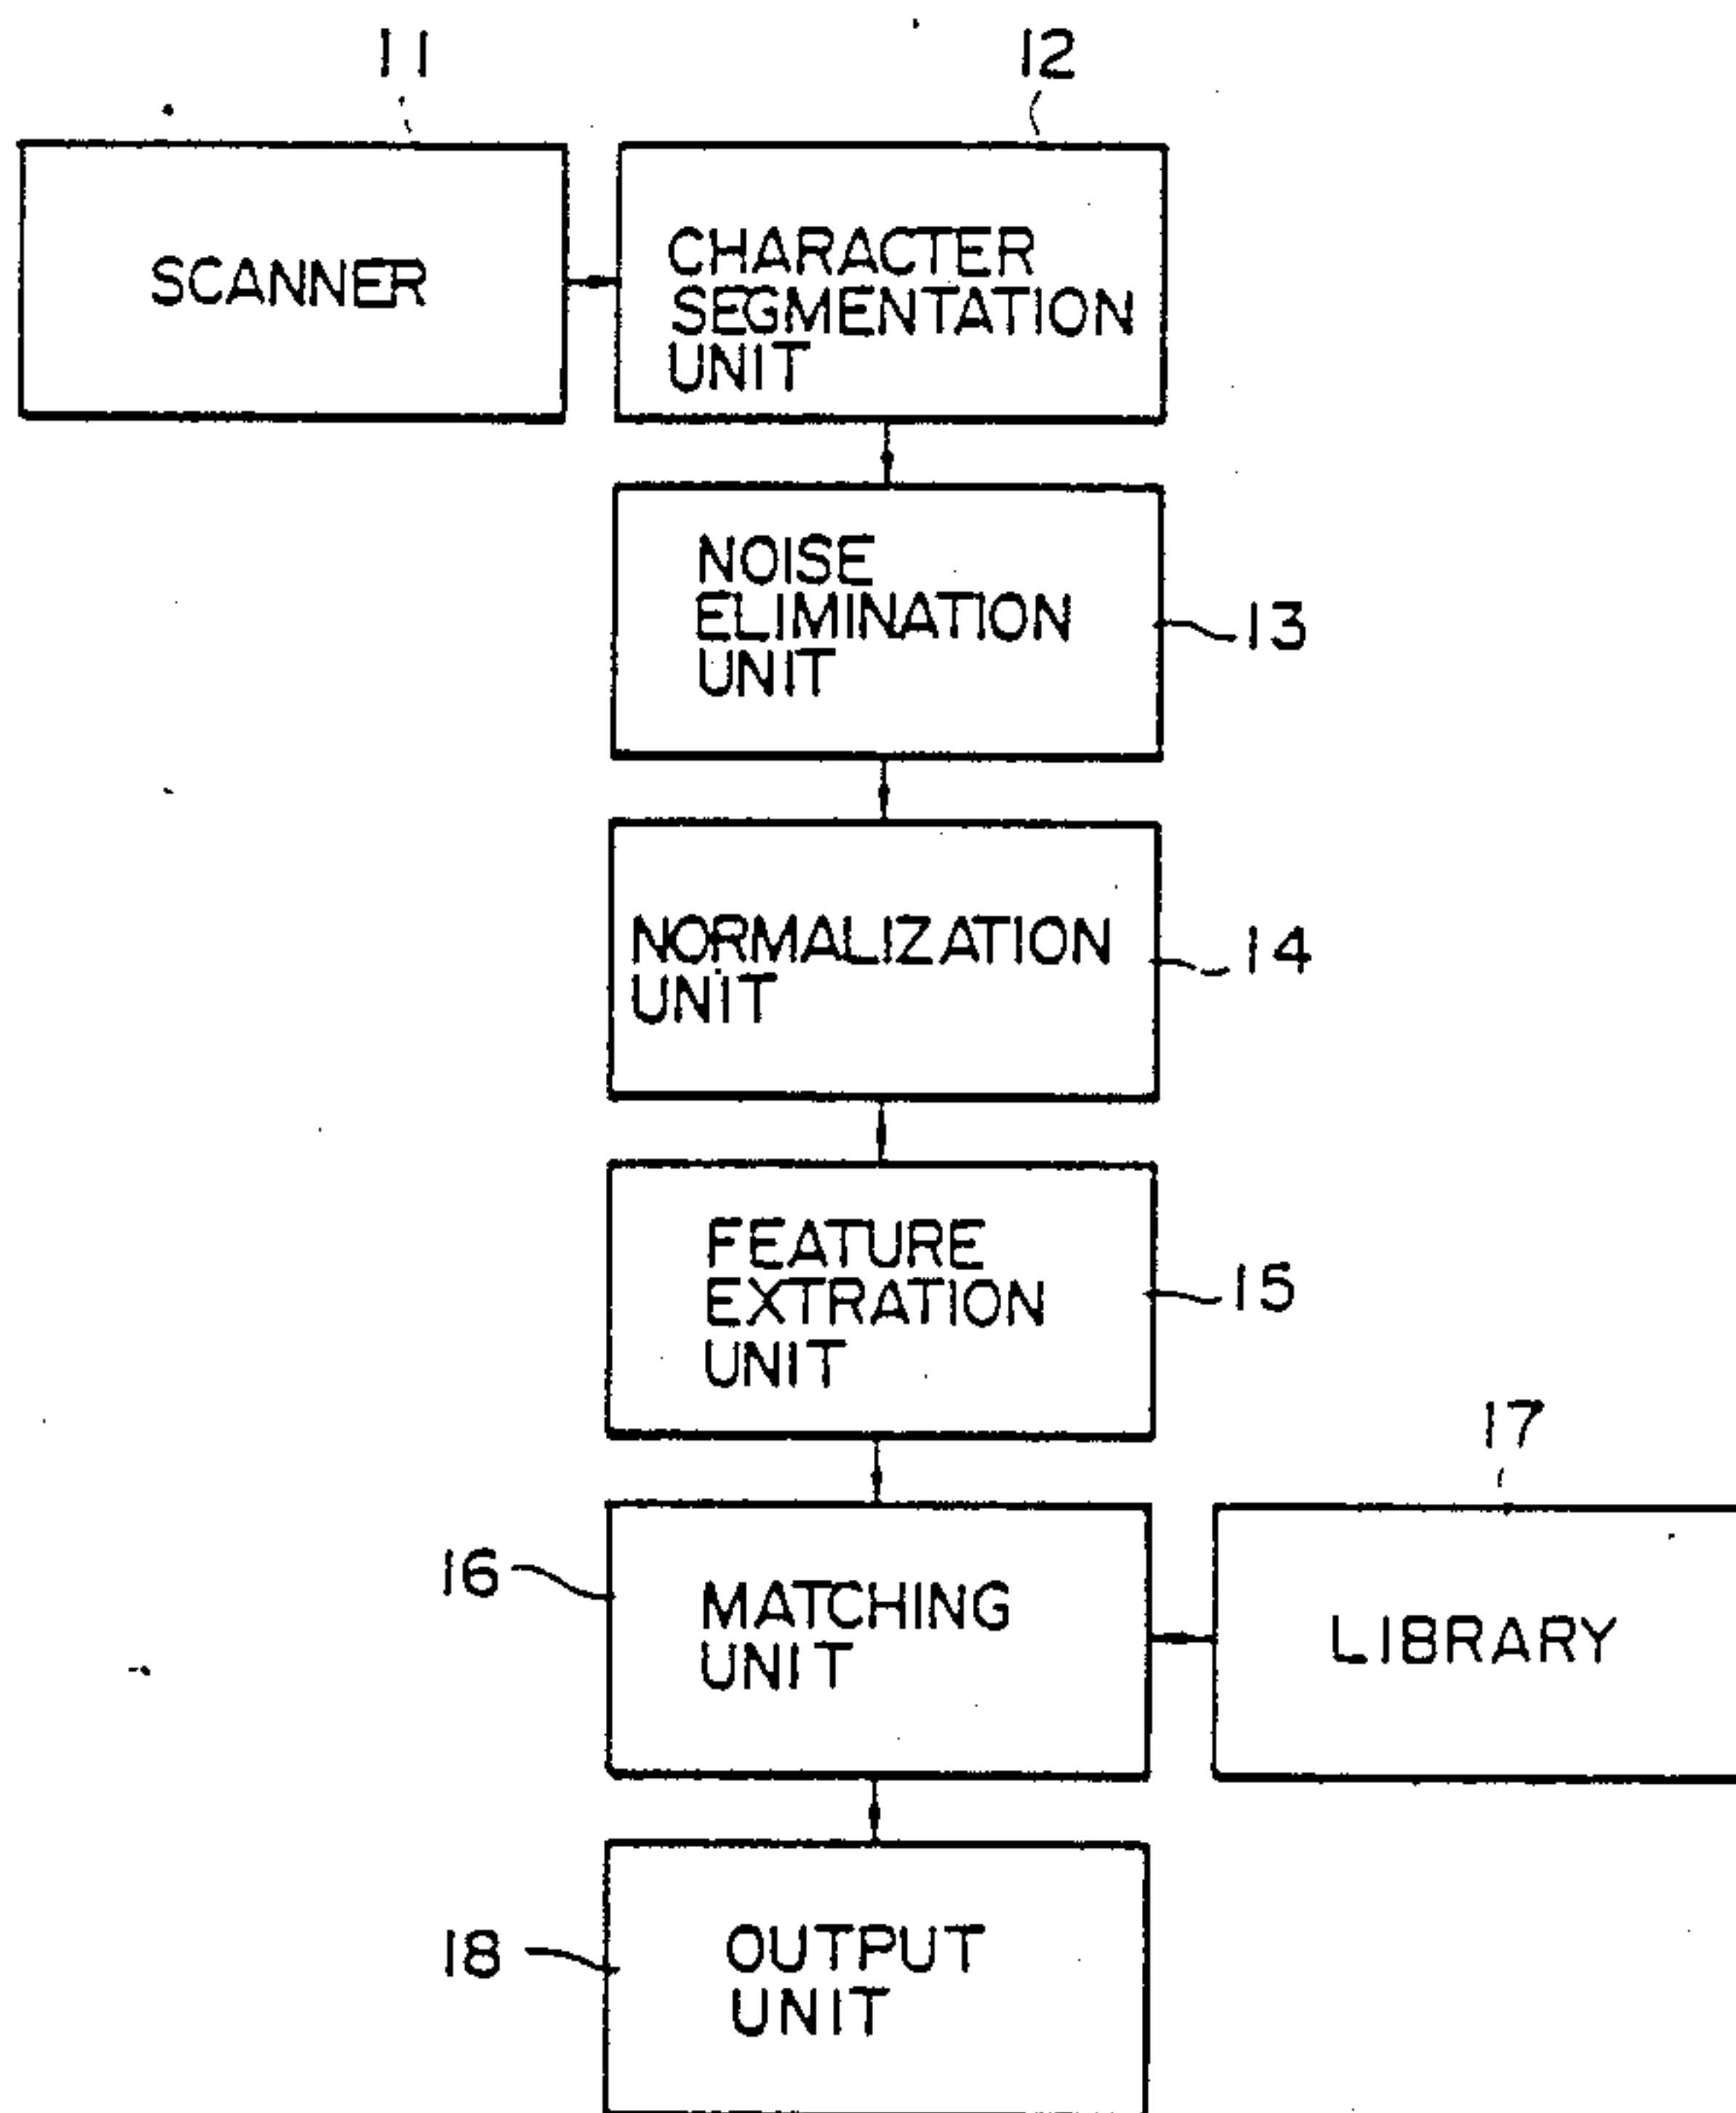 11
12
SCANNER
CHARACTER
SEGMENTATION
UNIT
NOISE
ELIMINATION
UNIT
13
NORMALIZATION
UNIT
14
FEATURE
EXTRATION
UNIT
15
17
16
MATCHING
UNIT
LIBRARY
18
OUTPUT
UNIT